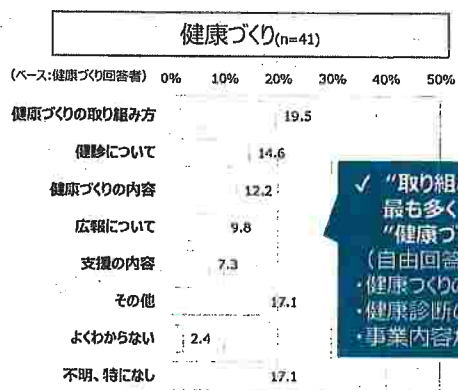 健康づくり(n=41)
(ベース:健康づくり回答者) 0% 10% 20% 30% 40% 50%
健康づくりの取り組み方 19.5
健診について 14.6
健康づくりの内容 12.2
広報について 9.8
支援の内容 7.3
その他 17.1
よくわからない 2.4
不明、特になし 17.1
✓ “取り組
最も多く
“健康づ
(自由回答
・健康づくりの
・健康診断の
・事業内容が